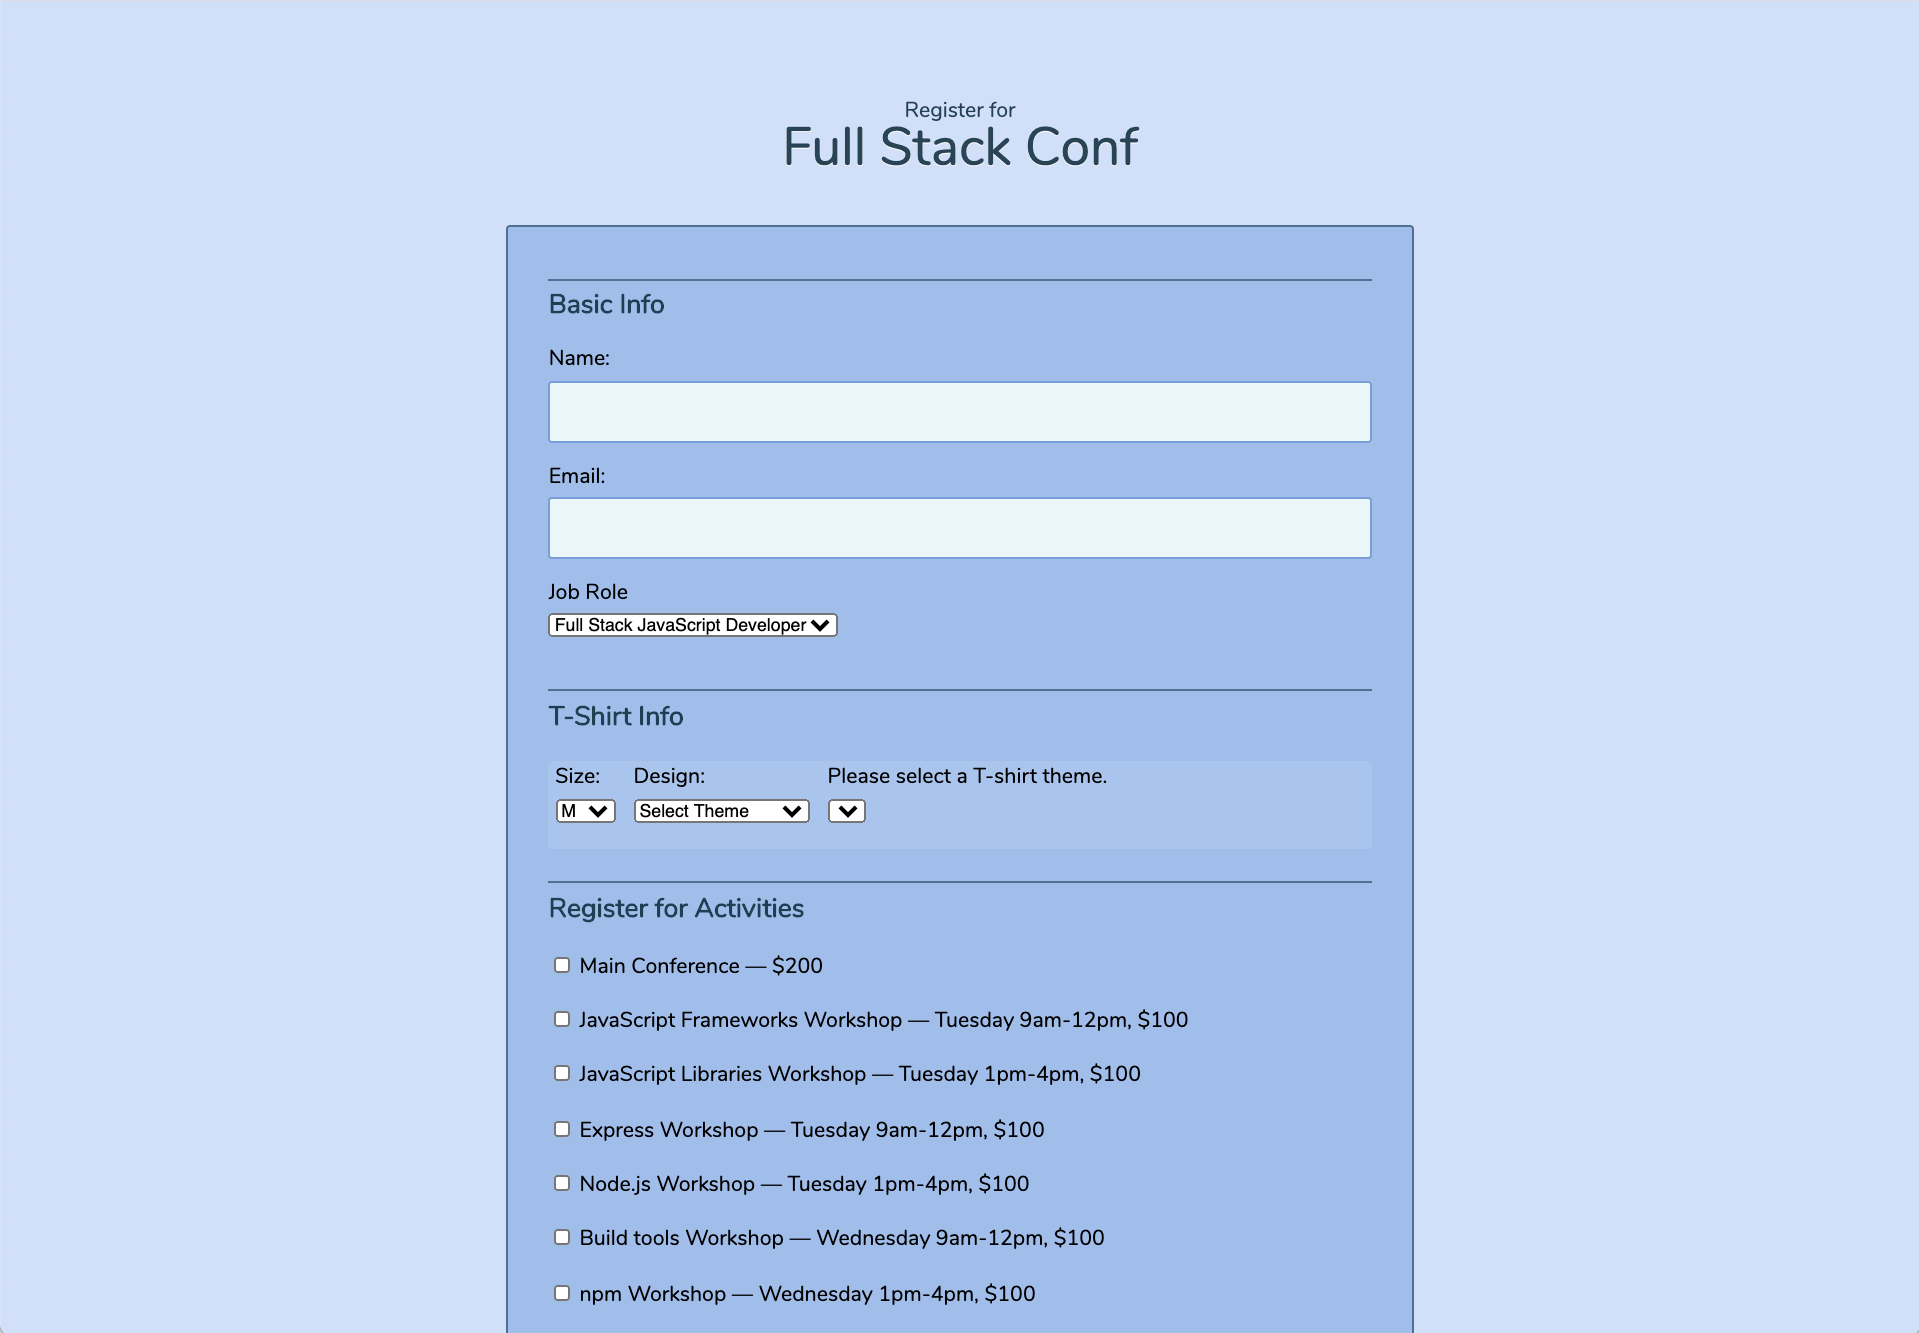 Register for
Full Stack Conf
Basic Info
Name:
Email:
Job Role
Full Stack JavaScript Developer
T-Shirt Info
Size: Design: Please select a T-shirt theme.
M Select Theme
Register for Activities
Main Conference — $200
JavaScript Frameworks Workshop — Tuesday 9am-12pm, $100
JavaScript Libraries Workshop — Tuesday 1pm-4pm, $100
Express Workshop — Tuesday 9am-12pm, $100
Node.js Workshop — Tuesday 1pm-4pm, $100
Build tools Workshop — Wednesday 9am-12pm, $100
npm Workshop — Wednesday 1pm-4pm, $100